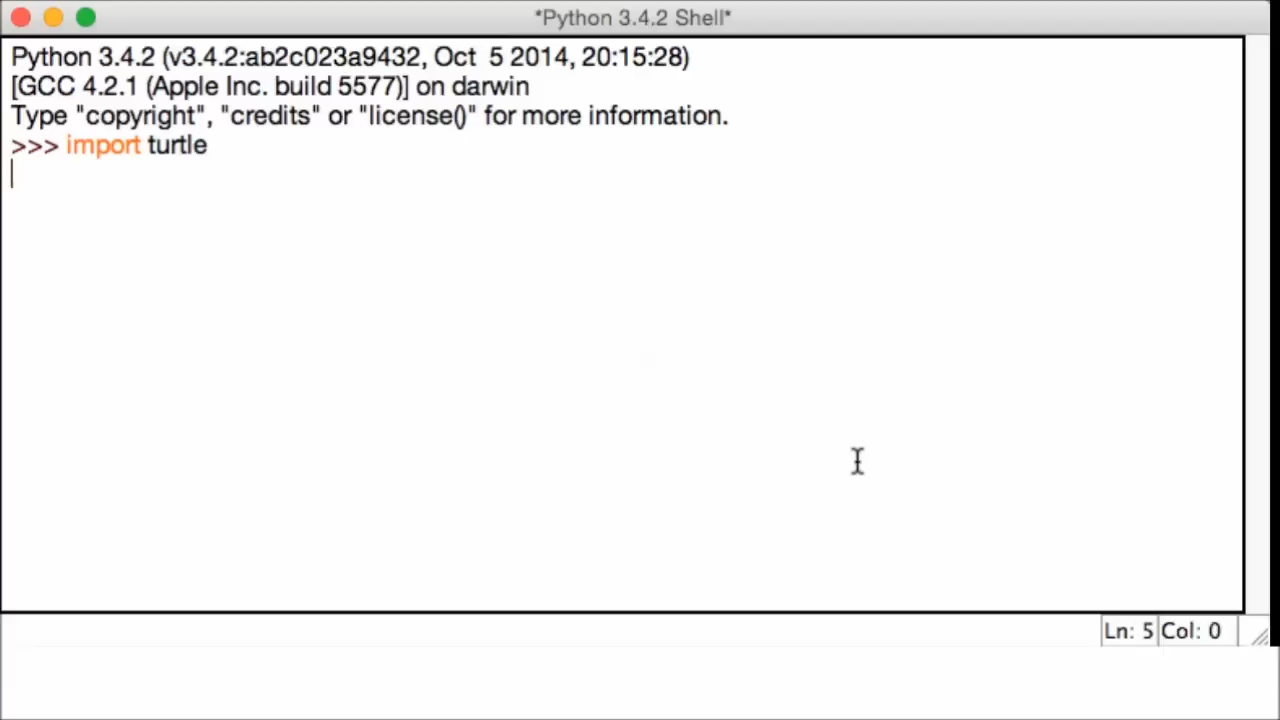 *Python 3.4.2 Shell*
Python 3.4.2 (v3.4.2:ab2c023a9432, Oct  5 2014, 20:15:28)
[GCC 4.2.1 (Apple Inc. build 5577)] on darwin
Type "copyright", "credits" or "license()" for more information.
>>> import turtle
Ln: 5 Col: 0